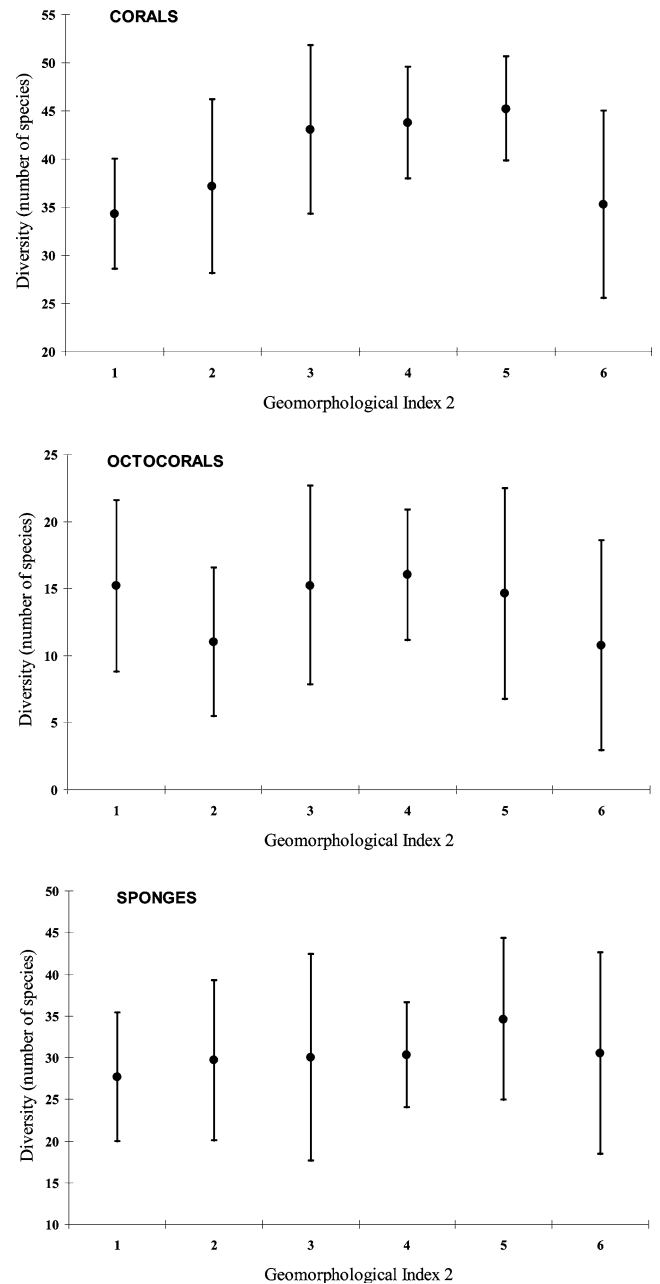 CORALS
Diversity (number of species)
55
50
45
40
35
30
25
20
1 2 3 4 5 6
Geomorphological Index 2
OCTOCORALS
Diversity (number of species)
25
20
15
10
5
0
1 2 3 4 5 6
Geomorphological Index 2
SPONGES
Diversity (number of species)
50
45
40
35
30
25
20
15
10
1 2 3 4 5 6
Geomorphological Index 2